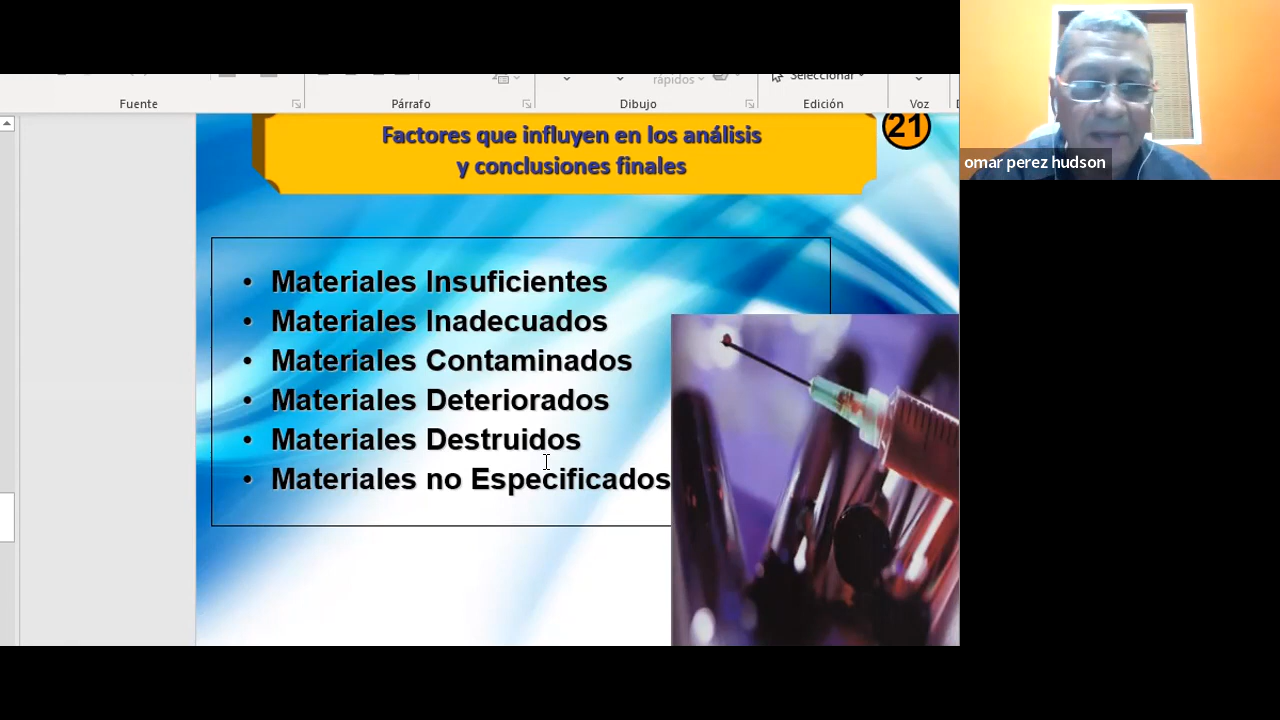 rápidos
Seleccionar
Fuente
Párrafo
Dibujo
Edición
Voz
Factores que influyen en los análisis
y conclusiones finales
21
• Materiales Insuficientes
• Materiales Inadecuados
• Materiales Contaminados
• Materiales Deteriorados
• Materiales Destruidos
• Materiales no Especificados
omar perez hudson